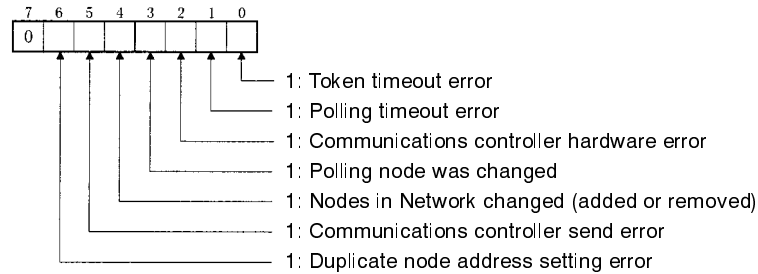 7 6 5 4 3 2 1 0
0
1: Token timeout error
1: Polling timeout error
1: Communications controller hardware error
1: Polling node was changed
1: Nodes in Network changed (added or removed)
1: Communications controller send error
1: Duplicate node address setting error